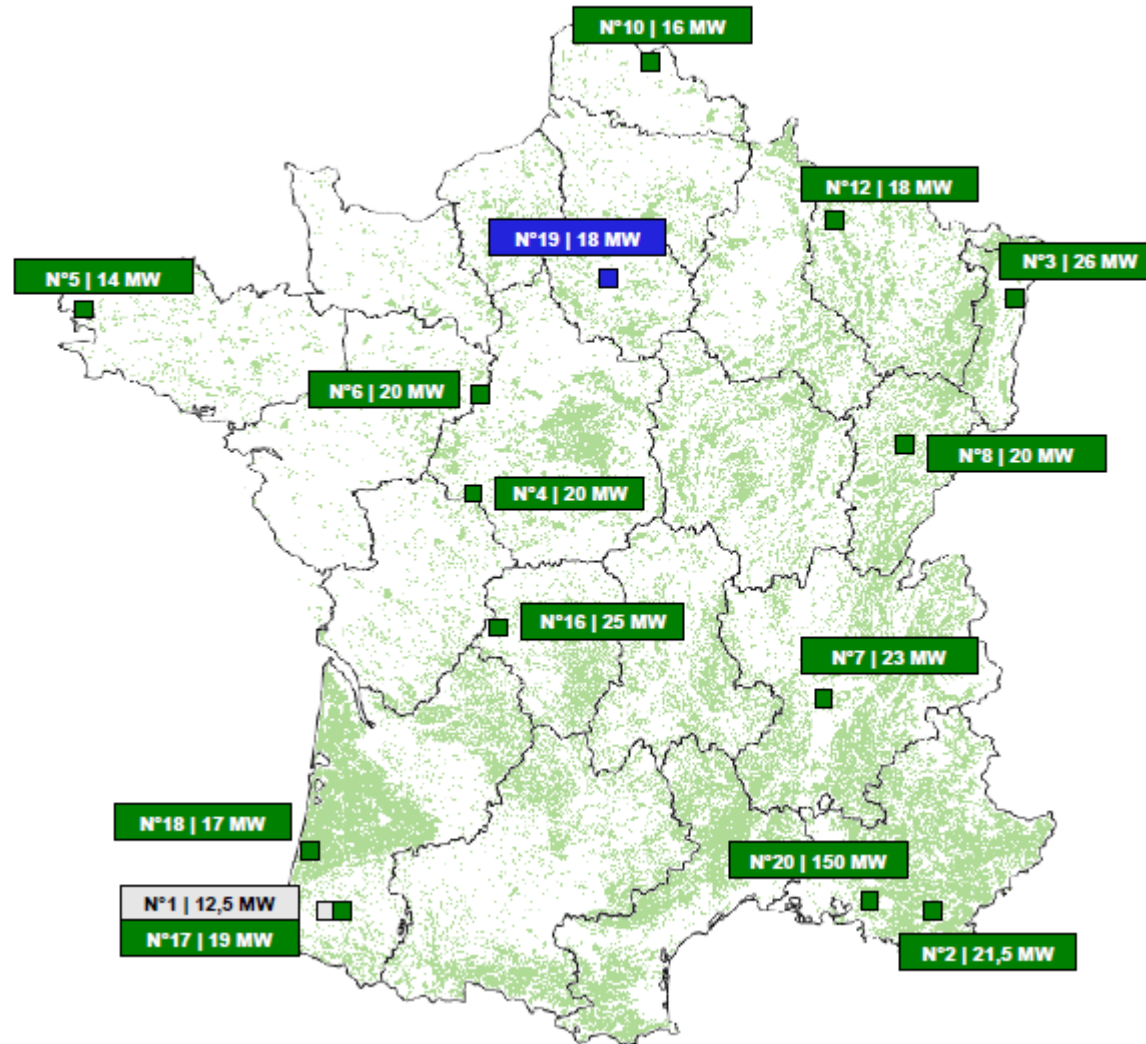 N°10 | 16 MW
N°12 | 18 MW
N°19 | 18 MW
N°3 | 26 MW
N°5 | 14 MW
N°6 | 20 MW
N°8 | 20 MW
N°4 | 20 MW
N°16 | 25 MW
N°7 | 23 MW
N°18 | 17 MW
N°20 | 150 MW
N°1 | 12,5 MW
N°17 | 19 MW
N°2 | 21,5 MW